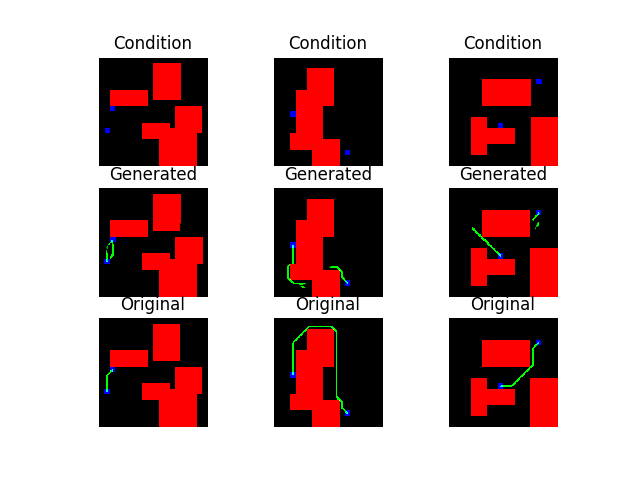 Condition Condition Condition
Generated Generated Generated
Original Original Original